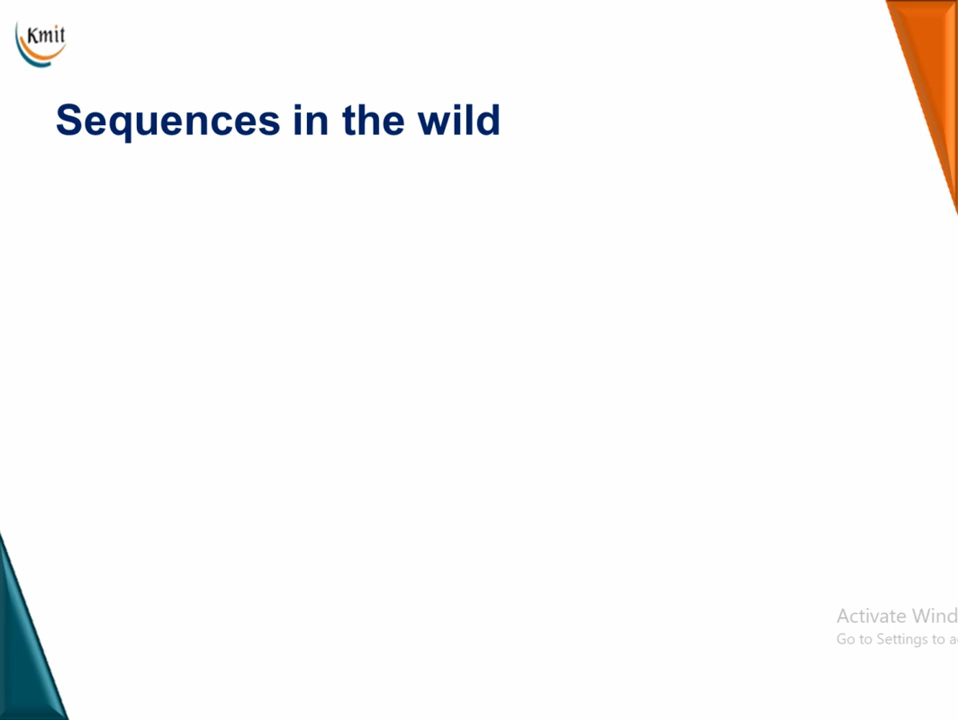 Kmit
Sequences in the wild
Activate Wind
Go to Settings to a